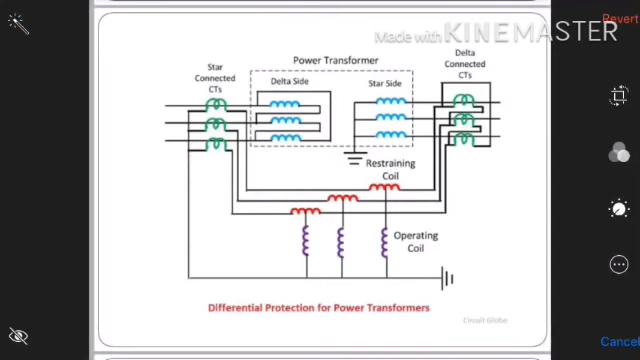 Revert
Made with KINEMASTER
Power Transformer
Star
Connected
CTs
Delta Side
Star Side
Delta
Connected
CTs
Restraining
Coil
Operating
Coil
Differential Protection for Power Transformers
Circuit Globe
Cancel